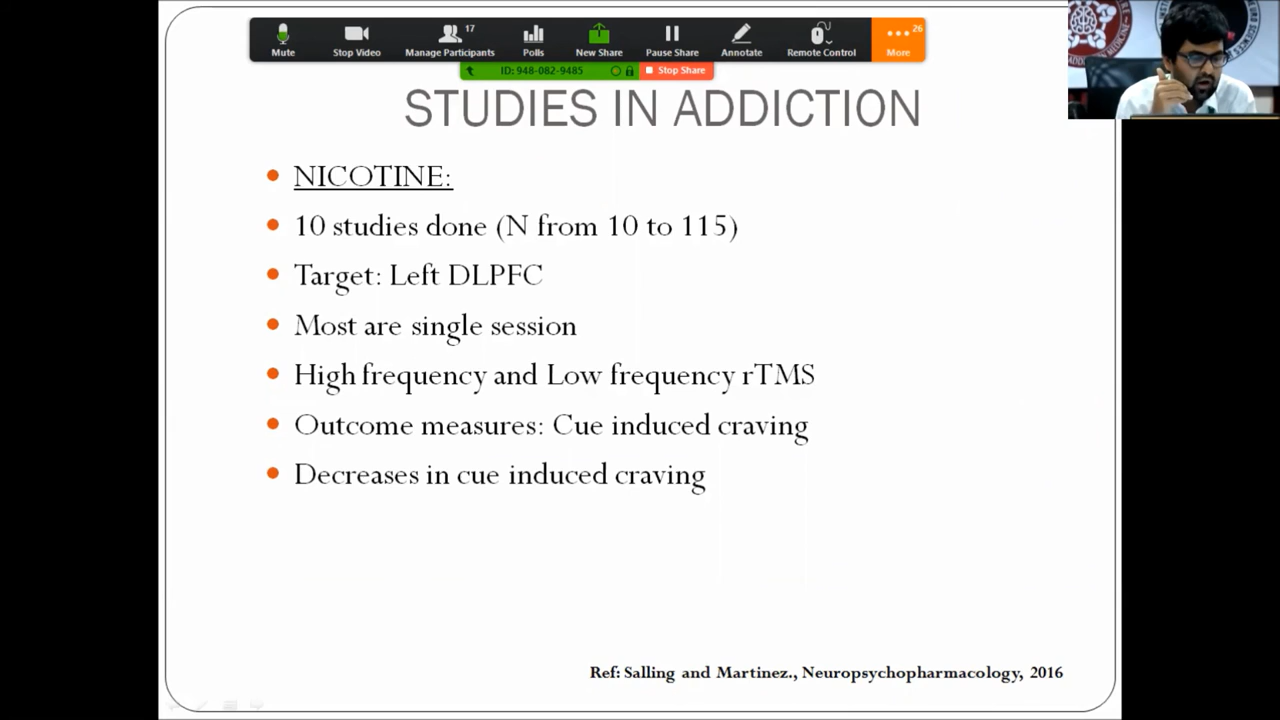 17
26
Mute
Stop Video
Manage Participants
Polls
New Share
Pause Share
Annotate
Remote Control
More
ID: 948-082-9485
Stop Share
STUDIES IN ADDICTION
NICOTINE:
10 studies done (N from 10 to 115)
Target: Left DLPFC
Most are single session
High frequency and Low frequency rTMS
Outcome measures: Cue induced craving
Decreases in cue induced craving
Ref: Salling and Martinez., Neuropsychopharmacology, 2016